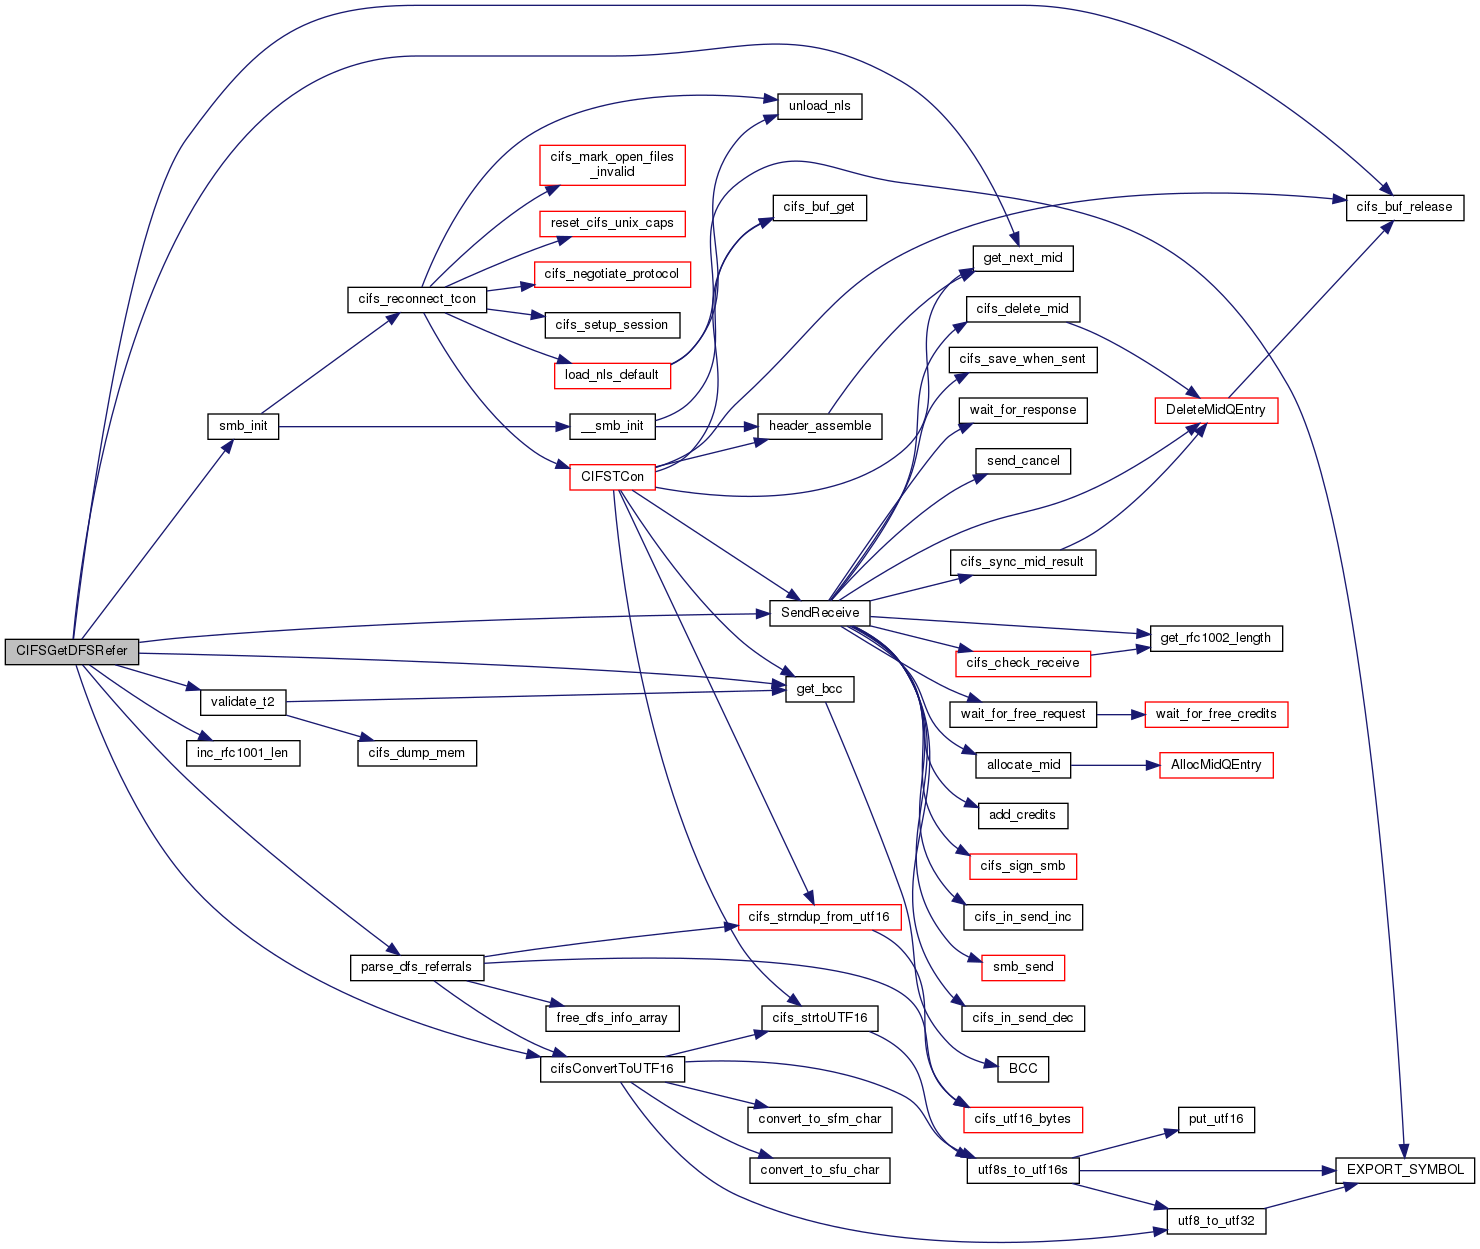 unload_nls
cifs_mark_open_files
_invalid
cifs_buf_get
cifs_buf_release
reset_cifs_unix_caps
get_next_mid
cifs_negotiate_protocol
cifs_reconnect_tcon
cifs_delete_mid
cifs_setup_session
cifs_save_when_sent
load_nls_default
wait_for_response
DeleteMidQEntry
smb_init
__smb_init
header_assemble
send_cancel
CIFSTCon
cifs_sync_mid_result
SendReceive
get_rfc1002_length
CIFSGetDFSRefer
cifs_check_receive
get_bcc
validate_t2
wait_for_free_request
wait_for_free_credits
inc_rfc1001_len
cifs_dump_mem
allocate_mid
AllocMidQEntry
add_credits
cifs_sign_smb
cifs_strndup_from_utf16
cifs_in_send_inc
parse_dfs_referrals
smb_send
free_dfs_info_array
cifs_strtoUTF16
cifs_in_send_dec
cifsConvertToUTF16
BCC
convert_to_sfm_char
cifs_utf16_bytes
put_utf16
convert_to_sfu_char
utf8s_to_utf16s
EXPORT_SYMBOL
utf8_to_utf32